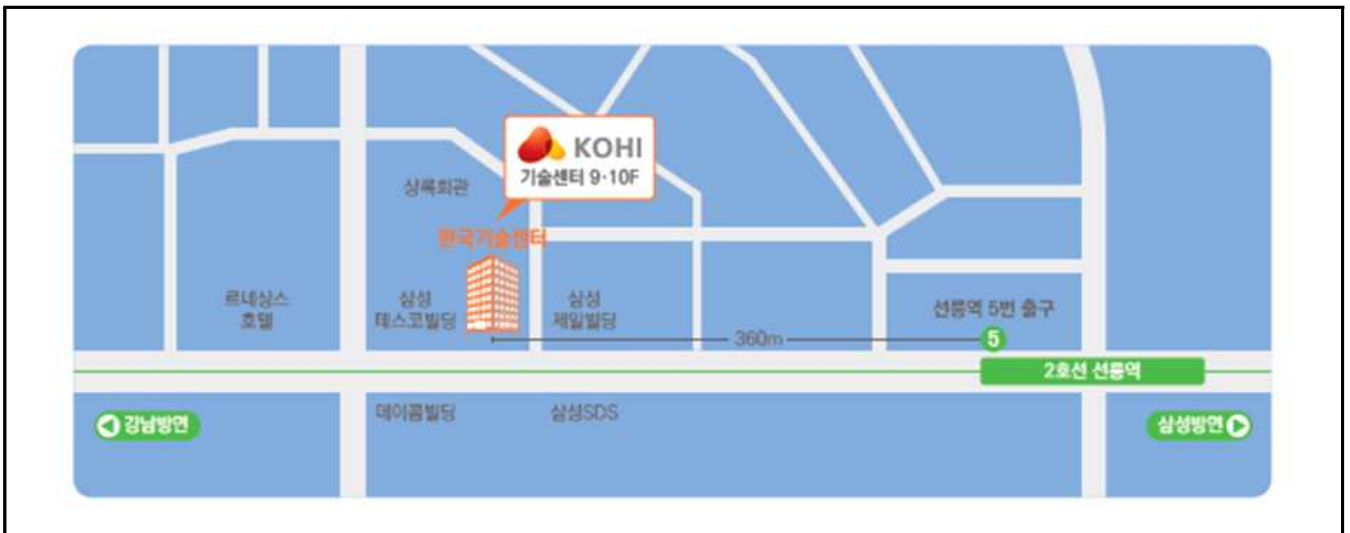 KOHI
기술센터 9·10F
상록회관
한국기술센터
르네상스
호텔
삼성
테스코빌딩
삼성
제일빌딩
선릉역 5번 출구
360m
5
2호선 선릉역
데이콤빌딩
삼성SDS
강남방면
삼성방면